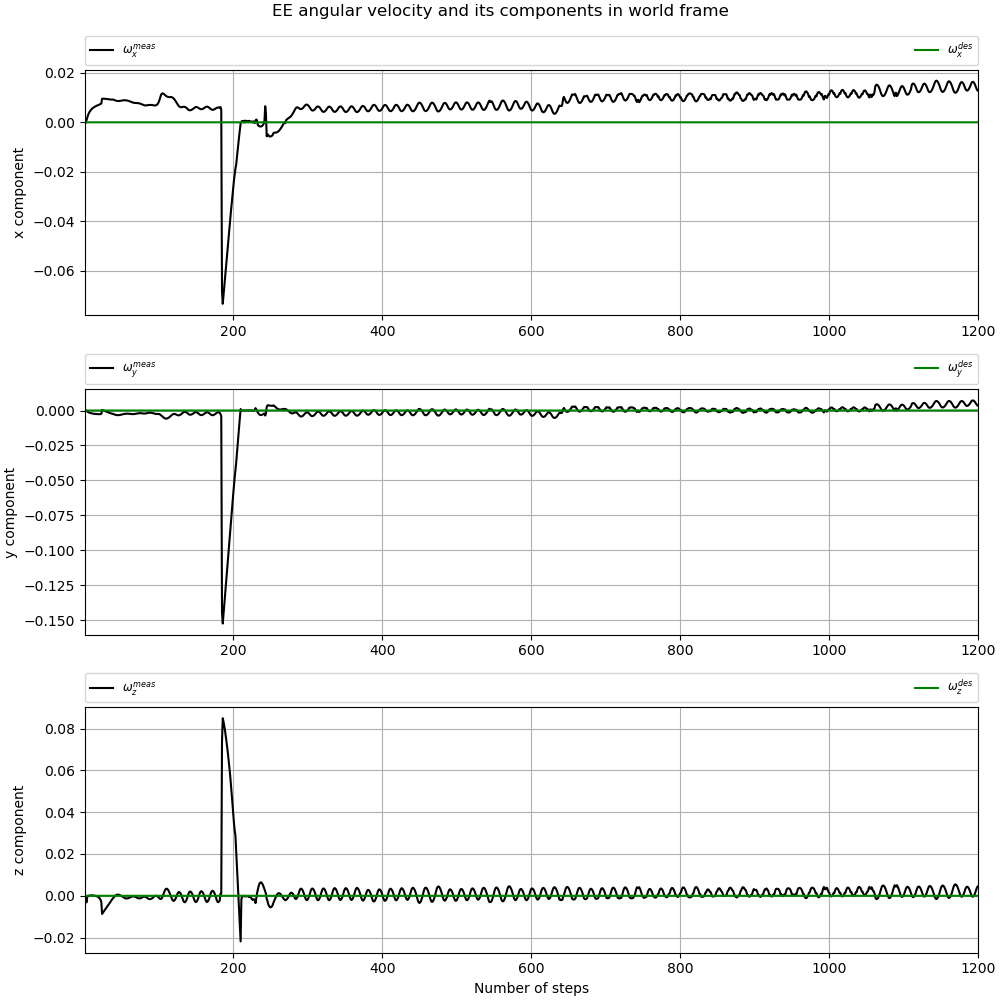 EE angular velocity and its components in world frame
ω_x^meas ω_x^des
0.02
0.00
−0.02
−0.04
−0.06
x component
200 400 600 800 1000 1200
ω_y^meas ω_y^des
0.000
−0.025
−0.050
−0.075
−0.100
−0.125
−0.150
y component
200 400 600 800 1000 1200
ω_z^meas ω_z^des
0.08
0.06
0.04
0.02
0.00
−0.02
z component
200 400 600 800 1000 1200
Number of steps